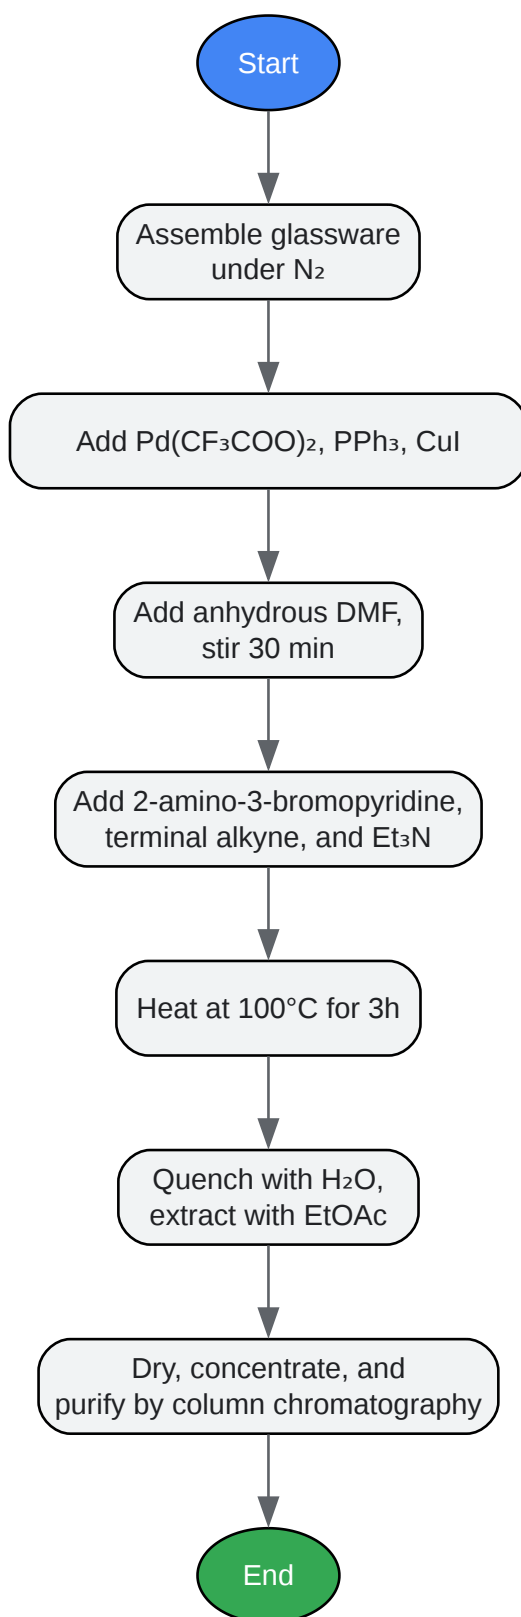 Start
Assemble glassware
under N₂
Add Pd(CF₃COO)₂, PPh₃, CuI
Add anhydrous DMF,
stir 30 min
Add 2-amino-3-bromopyridine,
terminal alkyne, and Et₃N
Heat at 100°C for 3h
Quench with H₂O,
extract with EtOAc
Dry, concentrate, and
purify by column chromatography
End